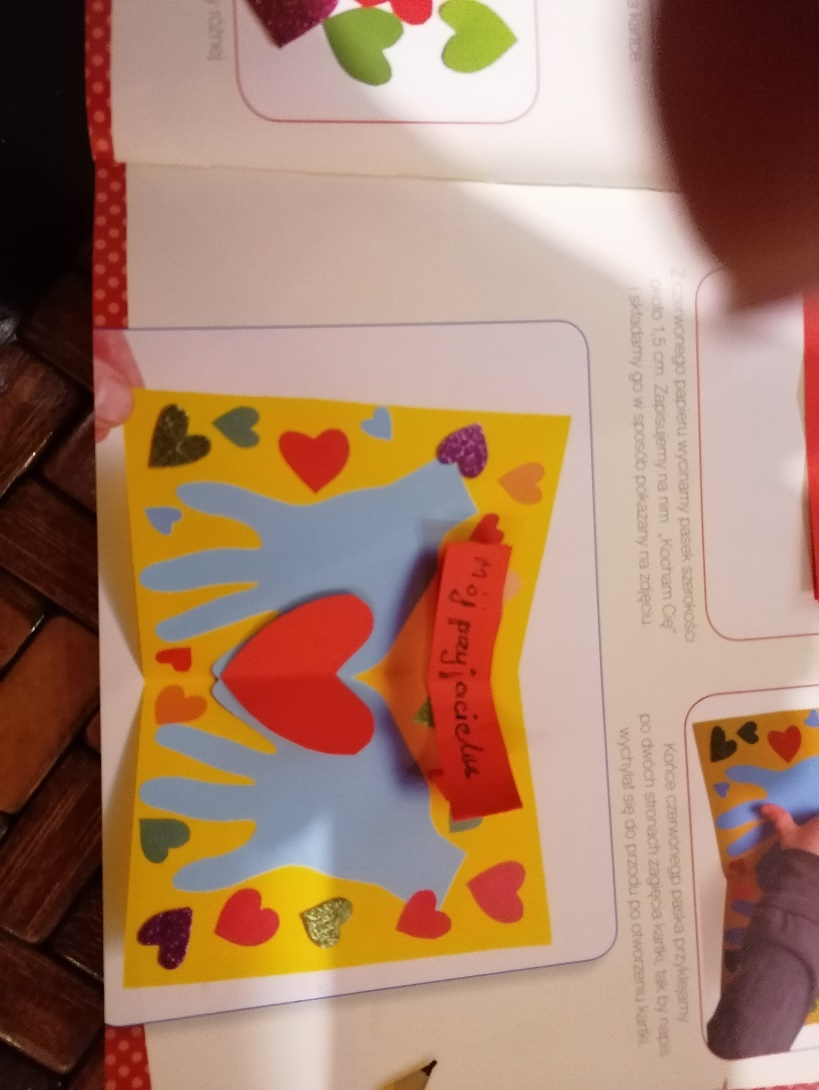 Z czerwonego papieru wycinamy pasek szerokości
około 1,5 cm. Zapisujemy na nim „Kocham Cię"
i składamy go w sposób pokazany na zdjęciu.
Końce czerwonego paska przyklejamy
po dwóch stronach zagięcia kartki, tak by napis
wychylał się do przodu po otworzeniu kartki.
Mój przyjacielu